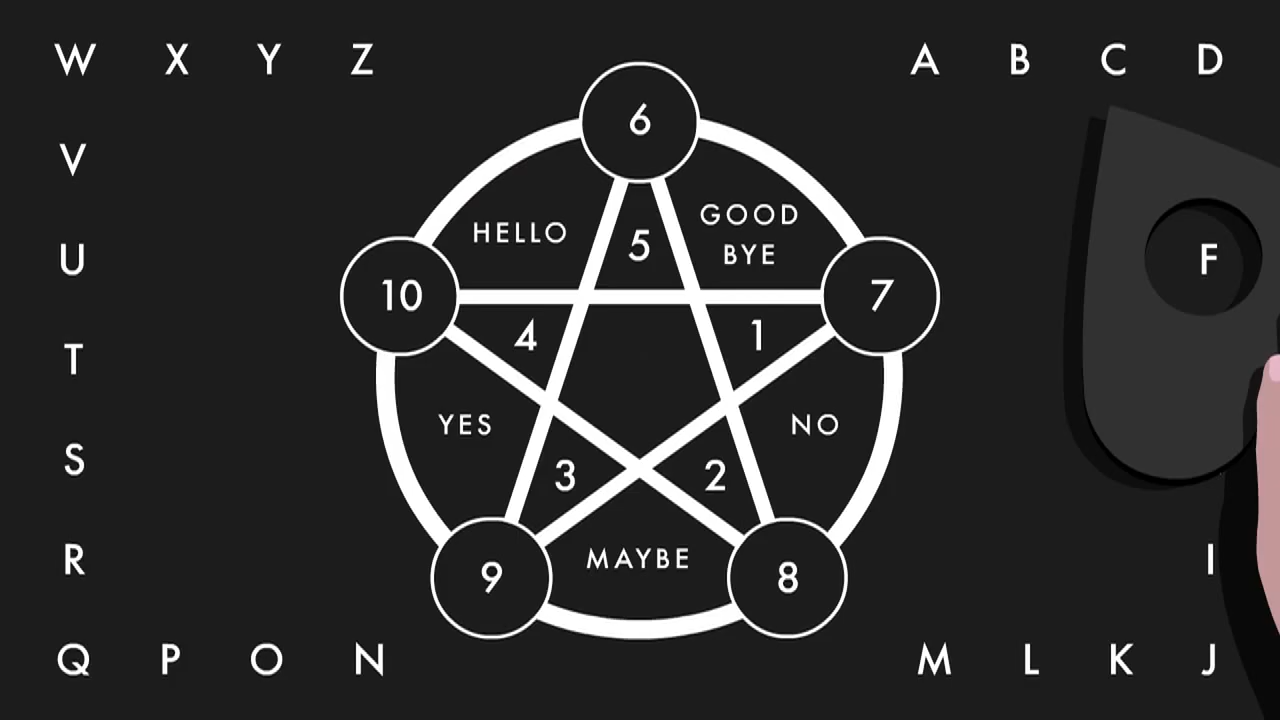 W X Y Z A B C D
6
V
HELLO
5
GOOD
BYE
U
F
10
7
4
1
T
YES
NO
S
3
2
R
MAYBE
I
9
8
Q P O N M L K J